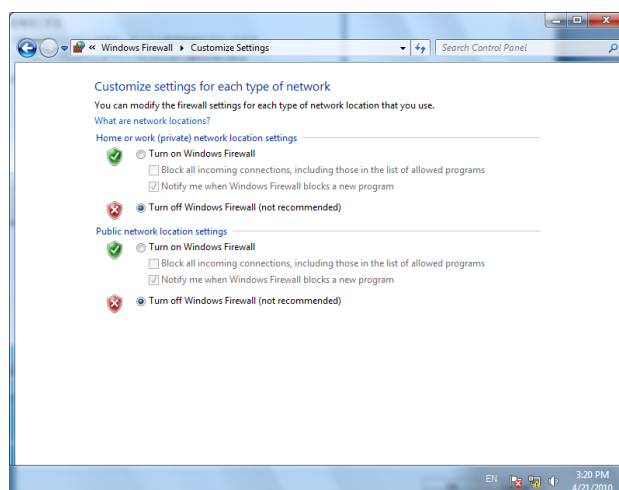 « Windows Firewall ▸ Customize Settings
Search Control Panel
Customize settings for each type of network
You can modify the firewall settings for each type of network location that you use.
What are network locations?
Home or work (private) network location settings
Turn on Windows Firewall
Block all incoming connections, including those in the list of allowed programs
Notify me when Windows Firewall blocks a new program
Turn off Windows Firewall (not recommended)
Public network location settings
Turn on Windows Firewall
Block all incoming connections, including those in the list of allowed programs
Notify me when Windows Firewall blocks a new program
Turn off Windows Firewall (not recommended)
EN
3:20 PM
4/21/2010